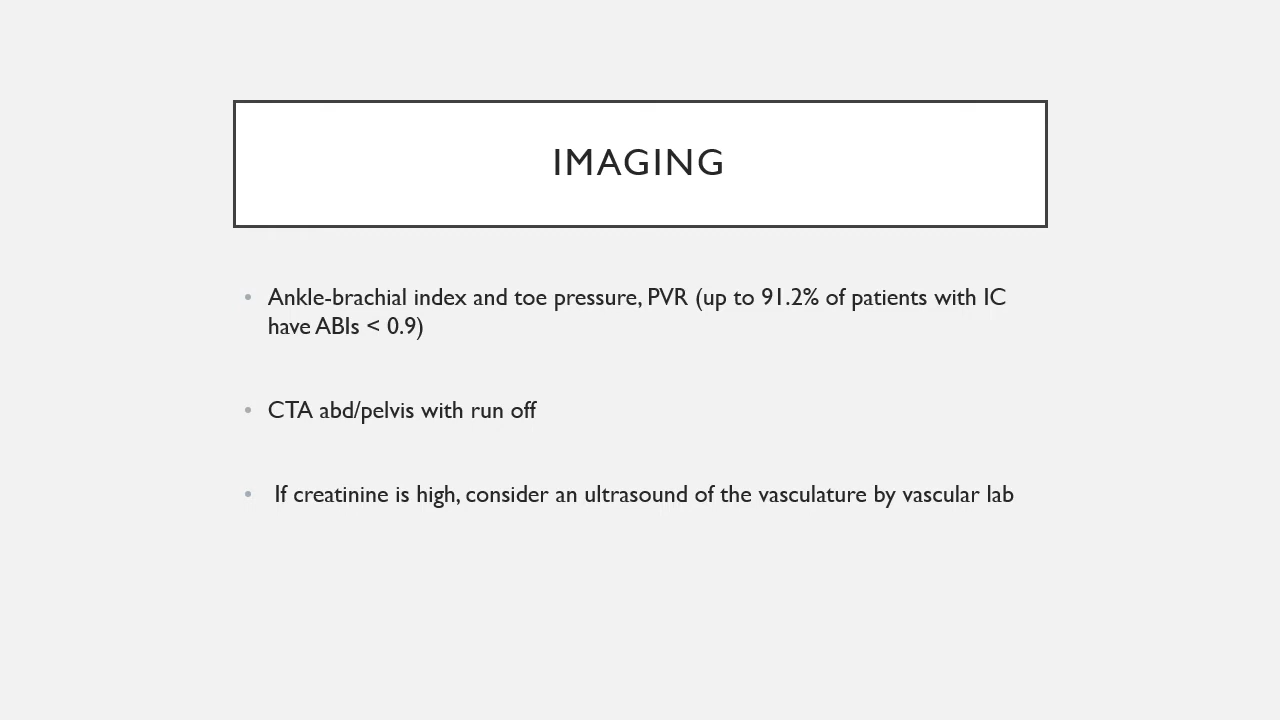 IMAGING
• Ankle-brachial index and toe pressure, PVR (up to 91.2% of patients with IC
have ABIs < 0.9)
• CTA abd/pelvis with run off
• If creatinine is high, consider an ultrasound of the vasculature by vascular lab